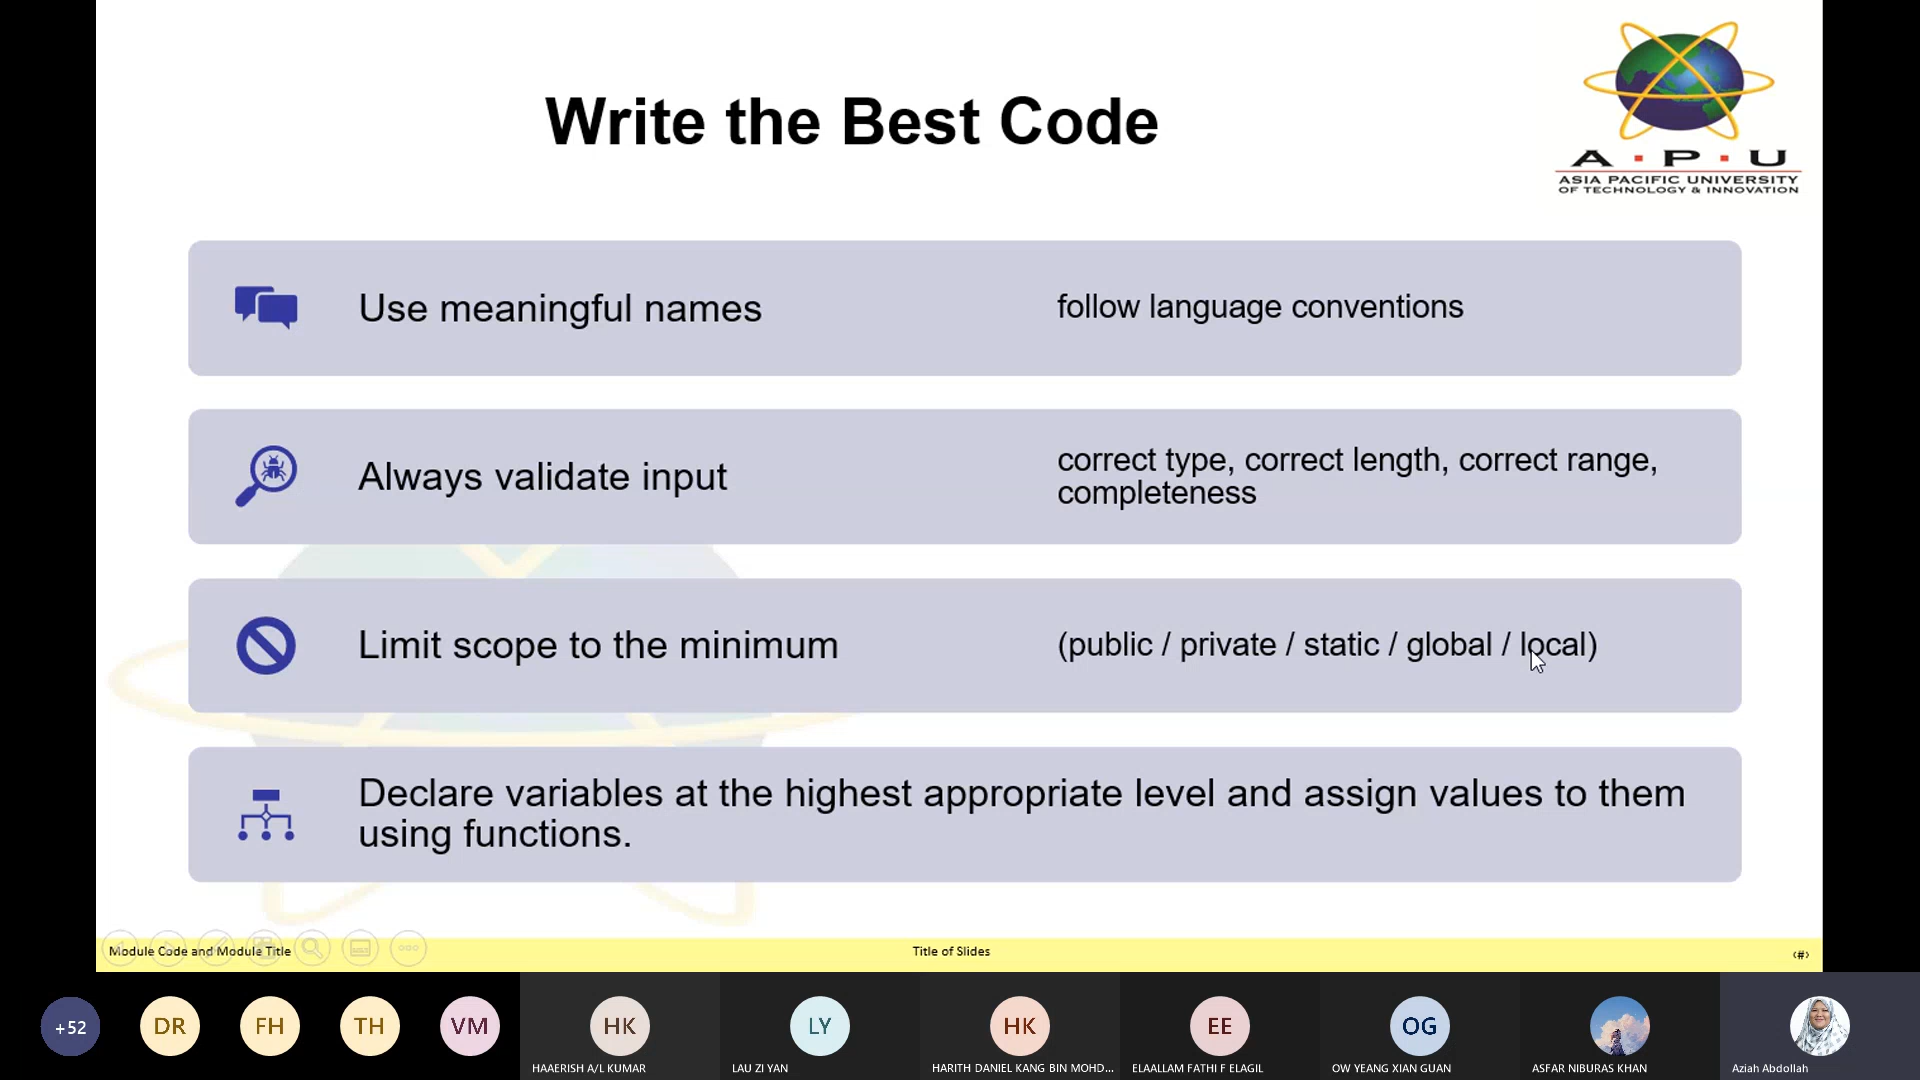 Write the Best Code
A P U
ASIA PACIFIC UNIVERSITY
OF TECHNOLOGY & INNOVATION
Use meaningful names
follow language conventions
Always validate input
correct type, correct length, correct range,
completeness
Limit scope to the minimum
(public / private / static / global / local)
Declare variables at the highest appropriate level and assign values to them
using functions.
Module Code and Module Title
Title of Slides
‹#›
+52
DR
FH
TH
VM
HK
LY
HK
EE
OG
HAAERISH A/L KUMAR
LAU ZI YAN
HARITH DANIEL KANG BIN MOHD...
ELAALLAM FATHI F ELAGIL
OW YEANG XIAN GUAN
ASFAR NIBURAS KHAN
Aziah Abdollah